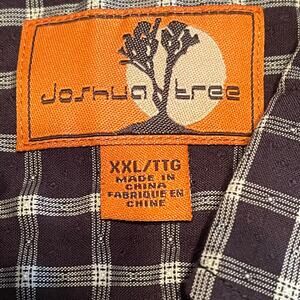 joshua tree
XXL/TTG
MADE IN
CHINA
FABRIQUE EN
CHINE